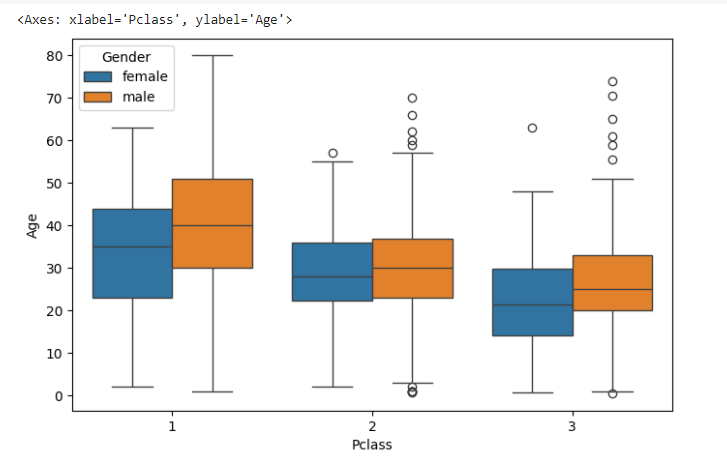 <Axes: xlabel='Pclass', ylabel='Age'>
Gender
female
male
80
70
60
50
40
30
20
10
0
Age
1 2 3
Pclass